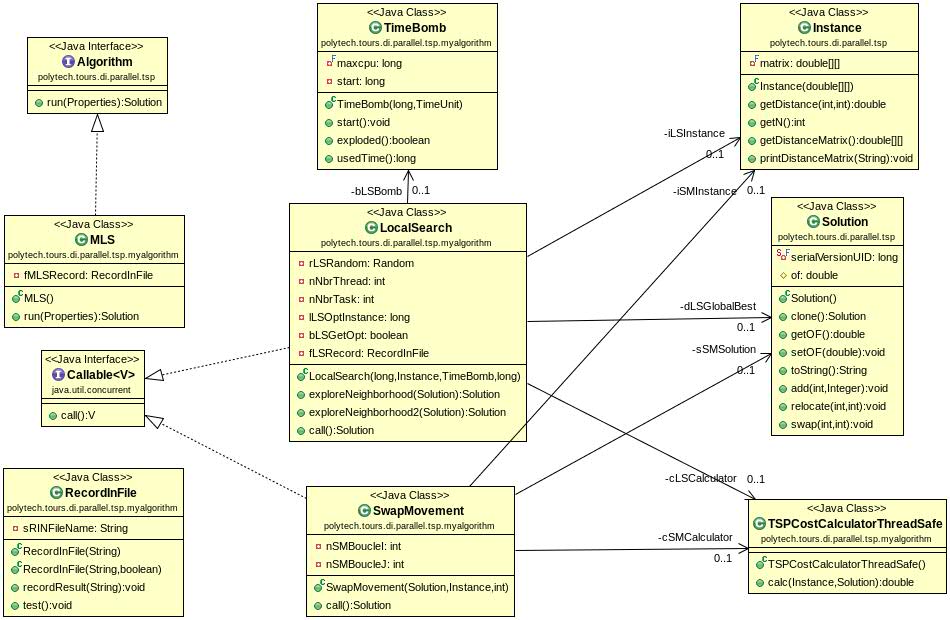 <<Java Interface>>
Algorithm
polytech.tours.di.parallel.tsp
run(Properties):Solution
<<Java Class>>
TimeBomb
polytech.tours.di.parallel.tsp.myalgorithm
maxcpu: long
start: long
TimeBomb(long,TimeUnit)
start():void
exploded():boolean
usedTime():long
<<Java Class>>
Instance
polytech.tours.di.parallel.tsp
matrix: double[][]
Instance(double[][])
getDistance(int,int):double
getN():int
getDistanceMatrix():double[][]
printDistanceMatrix(String):void
-iLSInstance
0..1
-iSMInstance
0..1
-bLSBomb
0..1
<<Java Class>>
MLS
polytech.tours.di.parallel.tsp.myalgorithm
fMLSRecord: RecordInFile
MLS()
run(Properties):Solution
<<Java Class>>
LocalSearch
polytech.tours.di.parallel.tsp.myalgorithm
rLSRandom: Random
nNbrThread: int
nNbrTask: int
lLSOptInstance: long
bLSGetOpt: boolean
fLSRecord: RecordInFile
LocalSearch(long,Instance,TimeBomb,long)
exploreNeighborhood(Solution):Solution
exploreNeighborhood2(Solution):Solution
call():Solution
<<Java Class>>
Solution
polytech.tours.di.parallel.tsp
serialVersionUID: long
of: double
Solution()
clone():Solution
getOF():double
setOF(double):void
toString():String
add(int,Integer):void
relocate(int,int):void
swap(int,int):void
-dLSGlobalBest
0..1
-sSMSolution
0..1
<<Java Interface>>
Callable<V>
java.util.concurrent
call():V
-cLSCalculator
0..1
<<Java Class>>
RecordInFile
polytech.tours.di.parallel.tsp.myalgorithm
sRINFileName: String
RecordInFile(String)
RecordInFile(String,boolean)
recordResult(String):void
test():void
<<Java Class>>
SwapMovement
polytech.tours.di.parallel.tsp.myalgorithm
nSMBoucleI: int
nSMBoucleJ: int
SwapMovement(Solution,Instance,int)
call():Solution
-cSMCalculator
0..1
<<Java Class>>
TSPCostCalculatorThreadSafe
polytech.tours.di.parallel.tsp.myalgorithm
TSPCostCalculatorThreadSafe()
calc(Instance,Solution):double